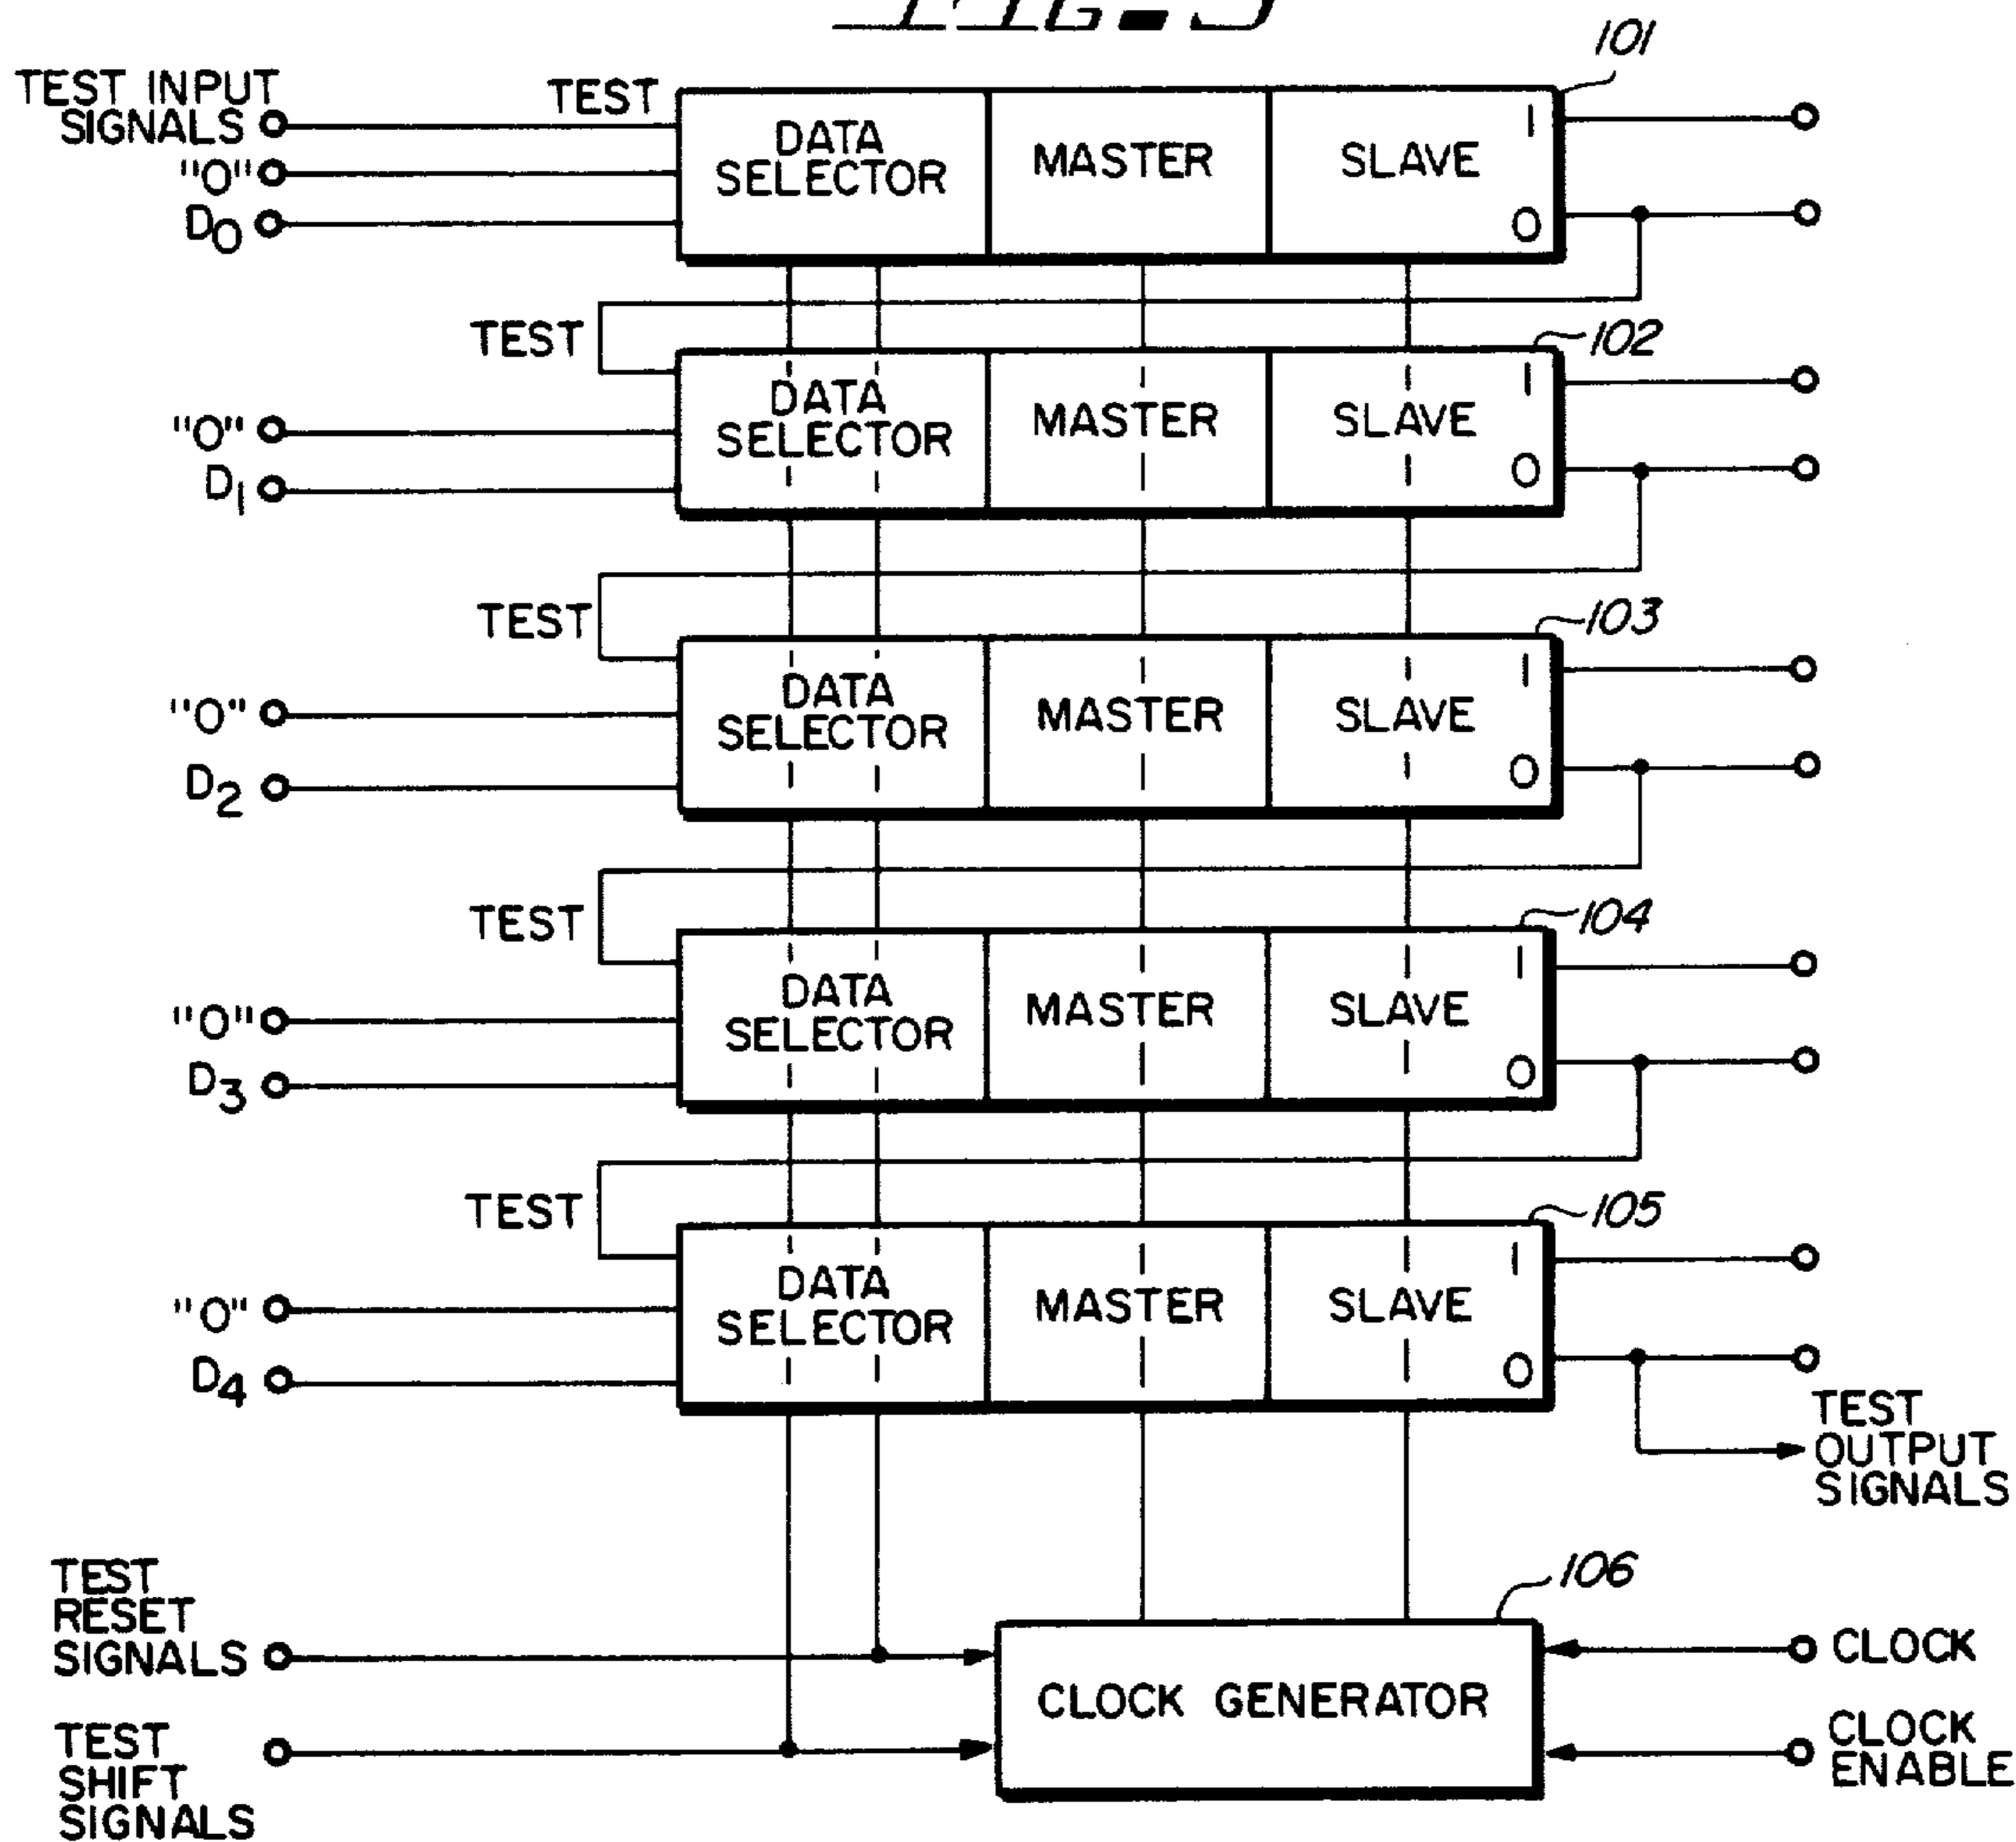 FIG. 5
101
TEST INPUT
SIGNALS
TEST
"0"
D0
DATA
SELECTOR
MASTER
SLAVE
1
0
102
TEST
"0"
D1
DATA
SELECTOR
MASTER
SLAVE
1
0
103
TEST
"0"
D2
DATA
SELECTOR
MASTER
SLAVE
1
0
104
TEST
"0"
D3
DATA
SELECTOR
MASTER
SLAVE
1
0
105
TEST
"0"
D4
DATA
SELECTOR
MASTER
SLAVE
1
0
TEST
OUTPUT
SIGNALS
TEST
RESET
SIGNALS
106
CLOCK GENERATOR
CLOCK
TEST
SHIFT
SIGNALS
CLOCK
ENABLE